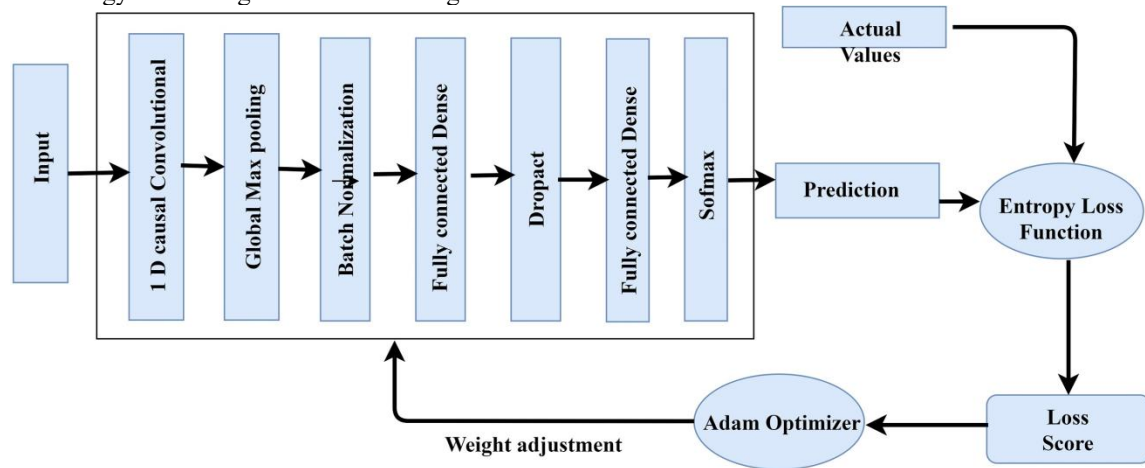 Input
1 D causal Convolutional
Global Max pooling
Batch Normalization
Fully connected Dense
Dropact
Fully connected Dense
Sofmax
Prediction
Actual
Values
Entropy Loss
Function
Loss
Score
Adam Optimizer
Weight adjustment